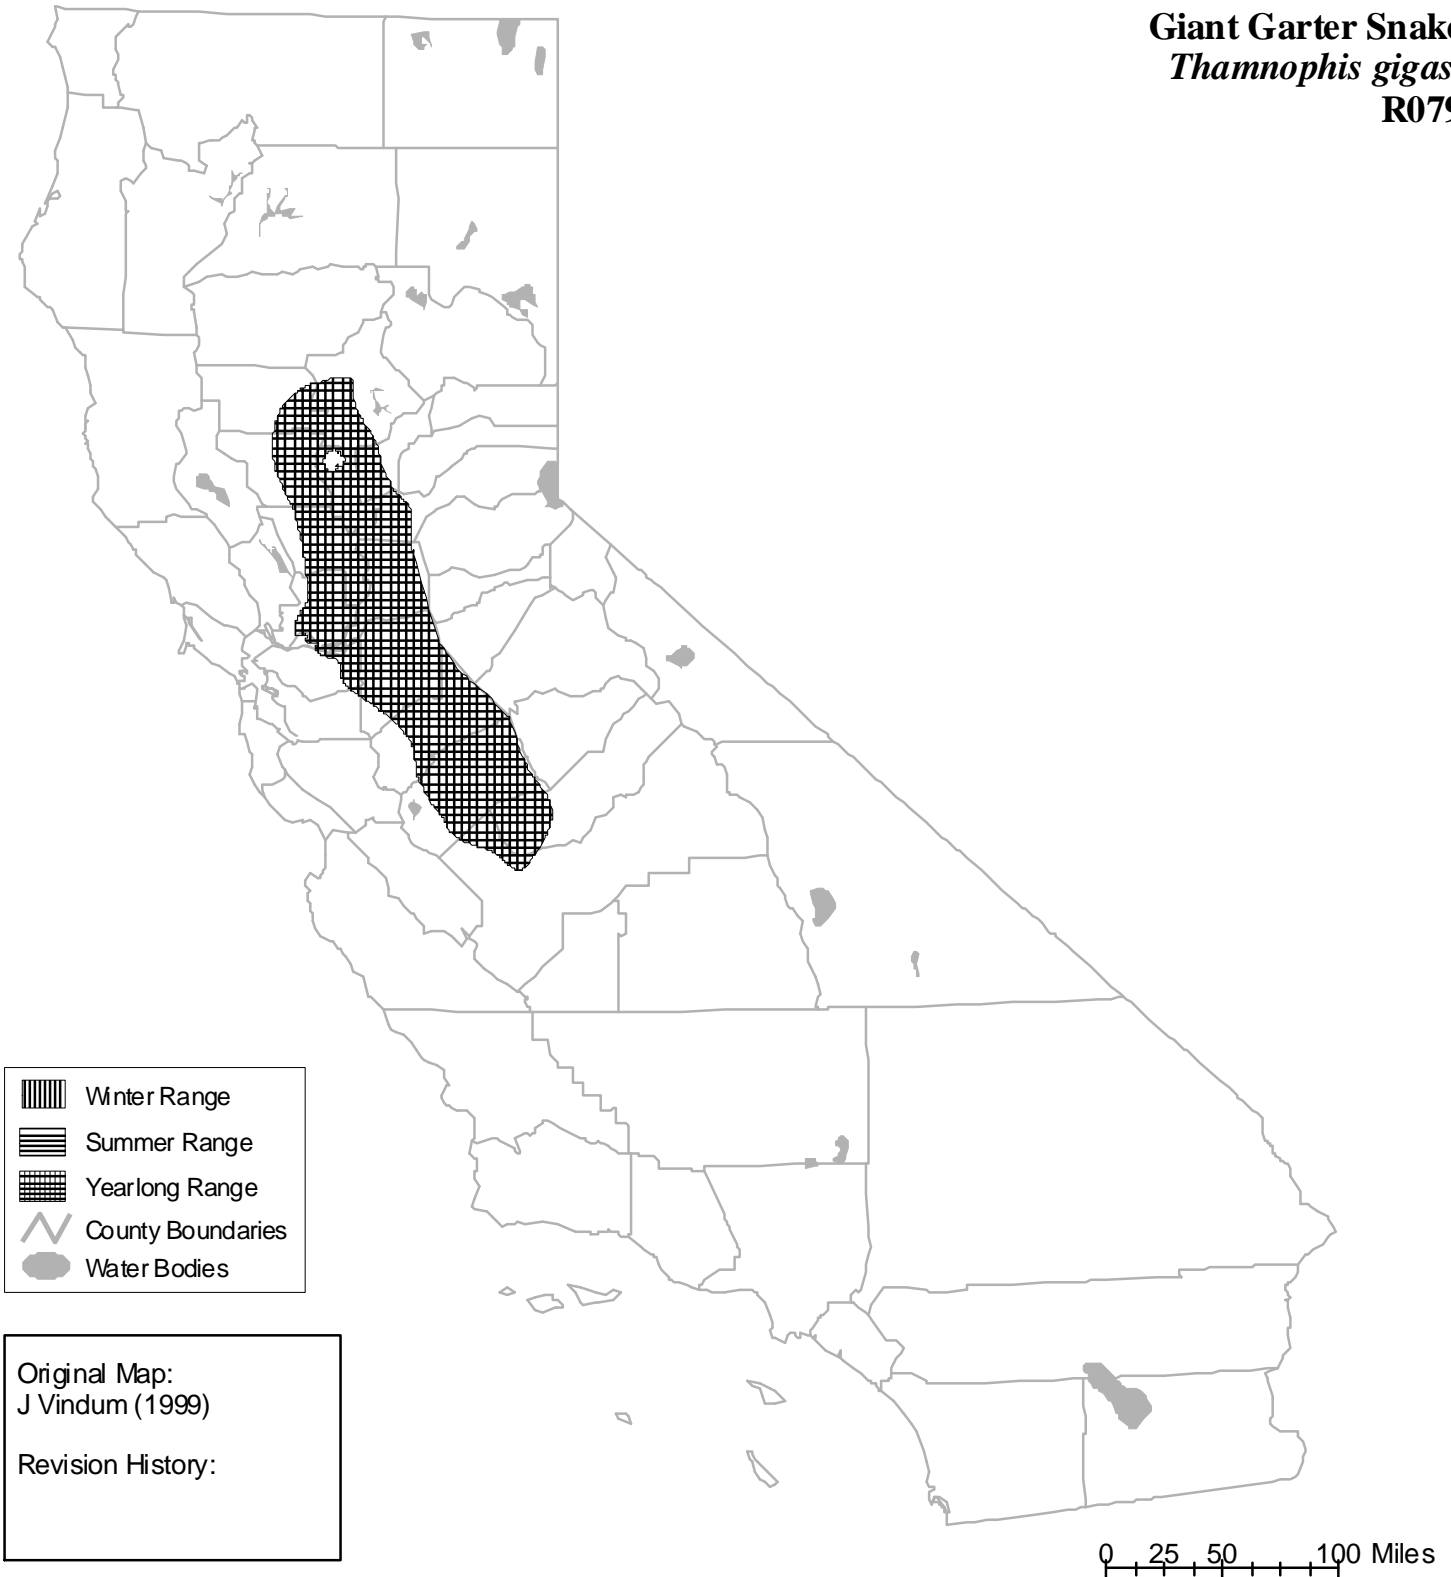 Giant Garter Snake
Thamnophis gigas
R079
Winter Range
Summer Range
Yearlong Range
County Boundaries
Water Bodies
Original Map:
J Vindum (1999)
Revision History:
0 25 50 100 Miles